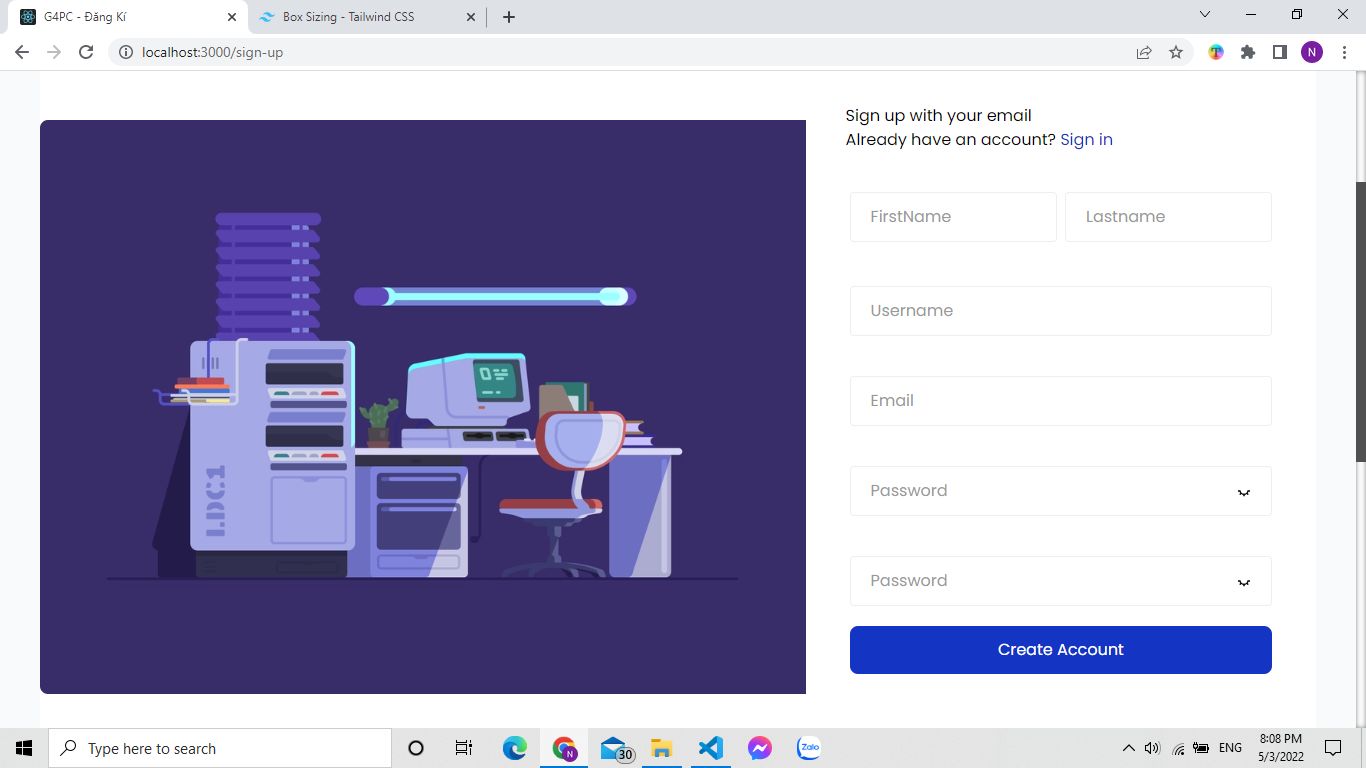 G4PC - Đăng Kí
Box Sizing - Tailwind CSS
localhost:3000/sign-up
T
N
Sign up with your email
Already have an account? Sign in
FirstName
Lastname
Username
Email
Password
Password
Create Account
LDC1
Type here to search
N
30
Zalo
ENG
8:08 PM
5/3/2022